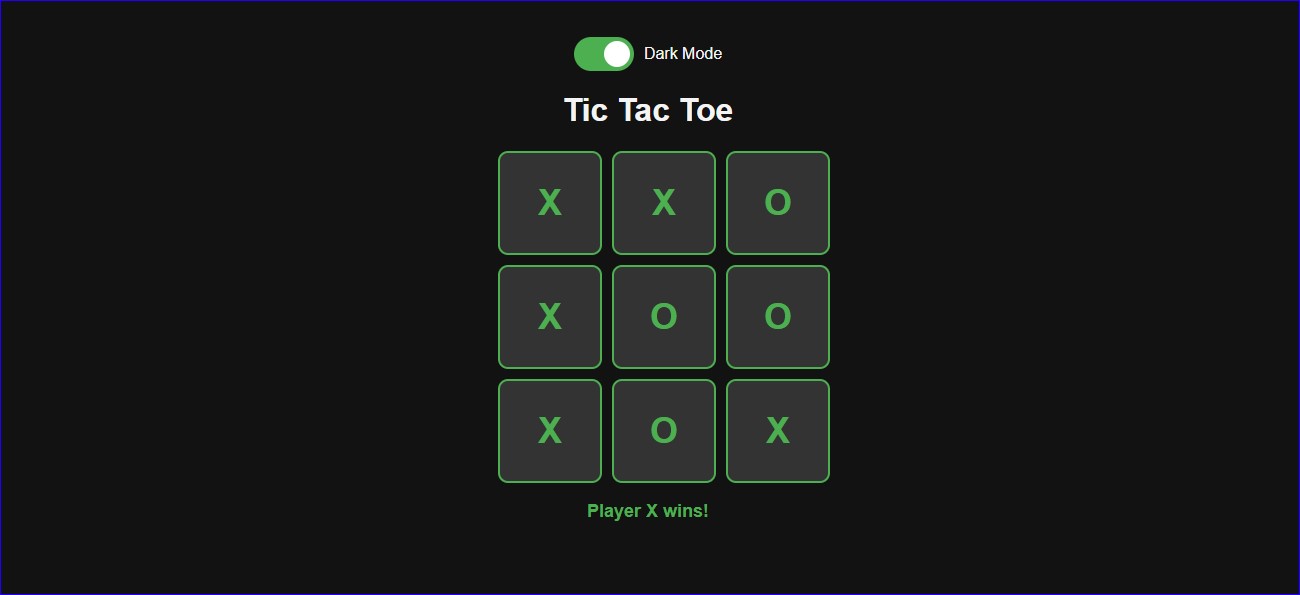 Dark Mode
Tic Tac Toe
X X O
X O O
X O X
Player X wins!